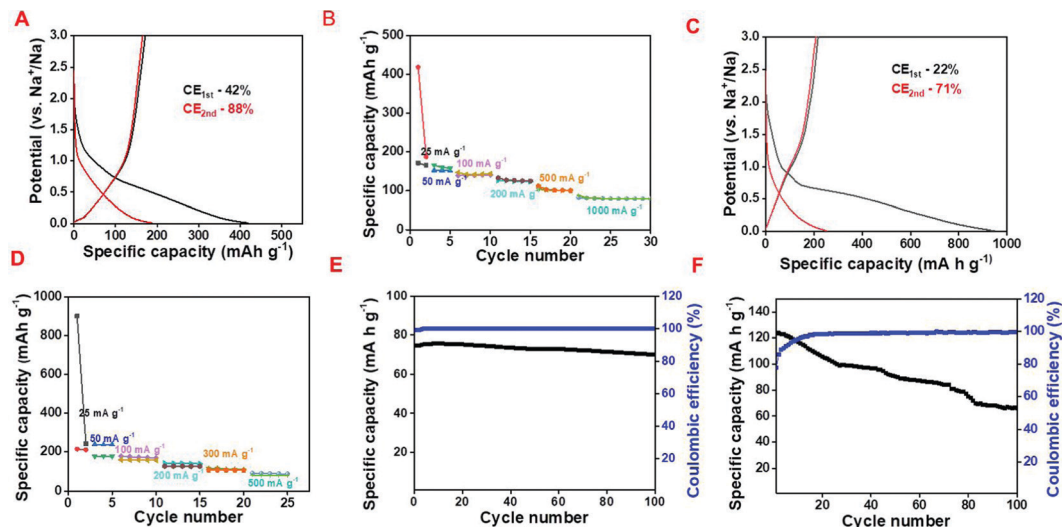 A
Potential (vs. Na⁺/Na)
3.0
2.5
2.0
1.5
1.0
0.5
0.0
CE1st - 42%
CE2nd - 88%
0 100 200 300 400 500
Specific capacity (mAh g⁻¹)
B
Specific capacity (mAh g⁻¹)
500
400
300
200
100
0
25 mA g⁻¹
100 mA g⁻¹
50 mA g⁻¹
500 mA g⁻¹
200 mA g
1000 mA g⁻¹
0 5 10 15 20 25 30
Cycle number
C
Potential (vs. Na⁺/Na)
3.0
2.5
2.0
1.5
1.0
0.5
0.0
CE1st - 22%
CE2nd - 71%
0 200 400 600 800 1000
Specific capacity (mA h g⁻¹)
D
Specific capacity (mAh g⁻¹)
1000
800
600
400
200
0
25 mA g⁻¹
50 mA g⁻¹
100 mA g⁻¹
300 mA g⁻¹
200 mA g⁻¹
500 mA g⁻¹
0 5 10 15 20 25
Cycle number
E
Specific capacity (mA h g⁻¹)
100
80
60
40
20
0 20 40 60 80 100
Cycle number
120
100
80
60
40
20
Coulombic efficiency (%)
F
Specific capacity (mA h g⁻¹)
140
120
100
80
60
40
20
20 40 60 80 100
Cycle number
120
100
80
60
40
20
Coulombic efficiency (%)